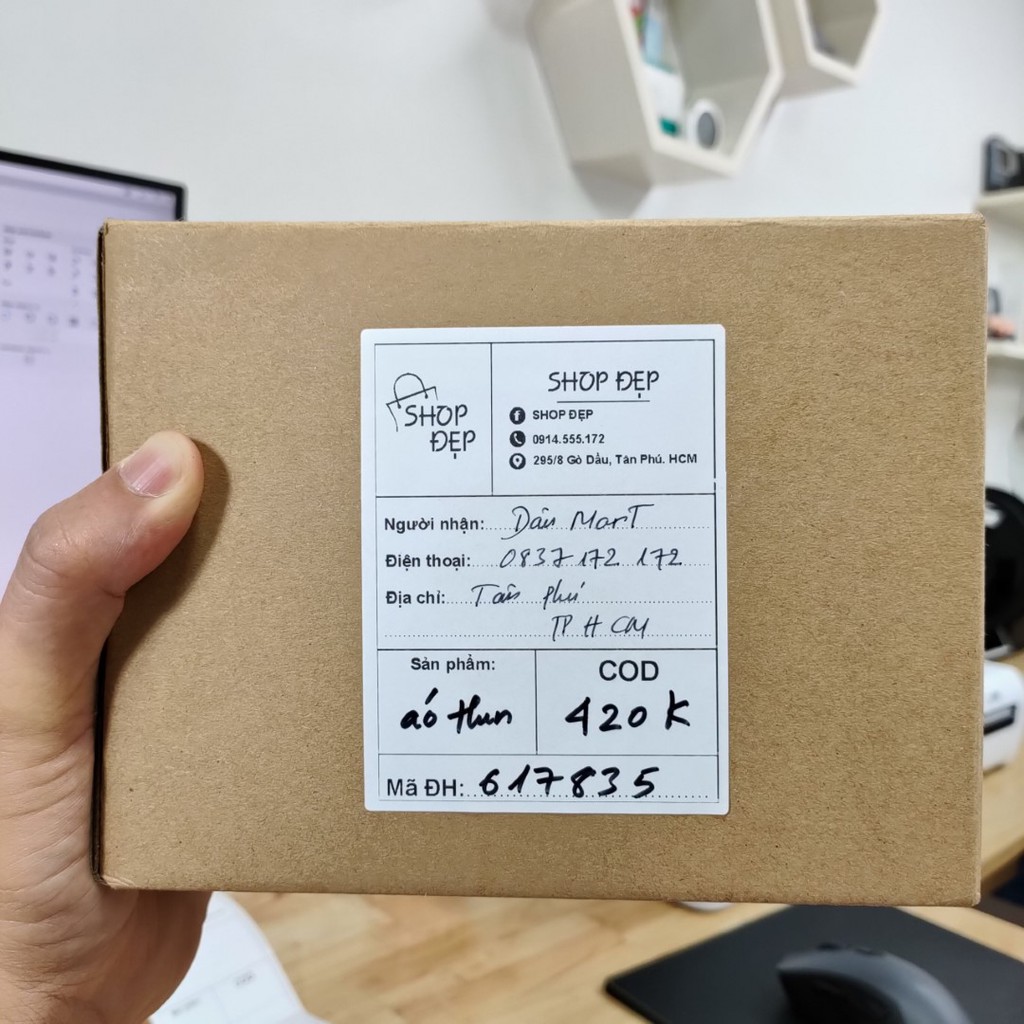 SHOP
ĐẸP
SHOP ĐẸP
SHOP ĐẸP
0914.555.172
295/8 Gò Dầu, Tân Phú. HCM
Người nhận: Dân Mart
Điện thoại: 0837 172 172
Địa chỉ: Tân Phú
TP HCM
Sản phẩm:
áo thun
COD
420 K
Mã ĐH: 617835